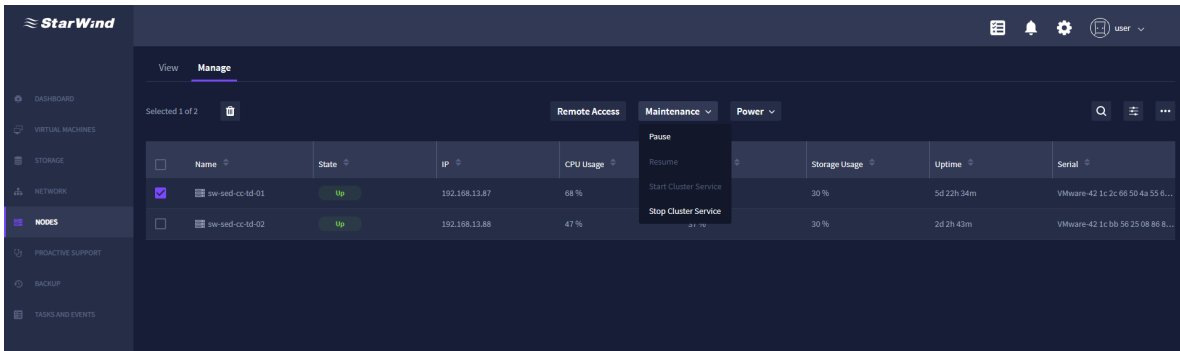 StarWind
user
View Manage
DASHBOARD
Selected 1 of 2
Remote Access Maintenance Power
VIRTUAL MACHINES
Pause
STORAGE
Name State IP CPU Usage Resume Storage Usage Uptime Serial
NETWORK
sw-sed-cc-td-01 Up 192.168.13.87 68 % Start Cluster Service 30 % 5d 22h 34m VMware-42 1c 2c 66 50 4a 55 6...
NODES
Stop Cluster Service
sw-sed-cc-td-02 Up 192.168.13.88 47 % 37 % 30 % 2d 2h 43m VMware-42 1c bb 56 25 08 86 8...
PROACTIVE SUPPORT
BACKUP
TASKS AND EVENTS